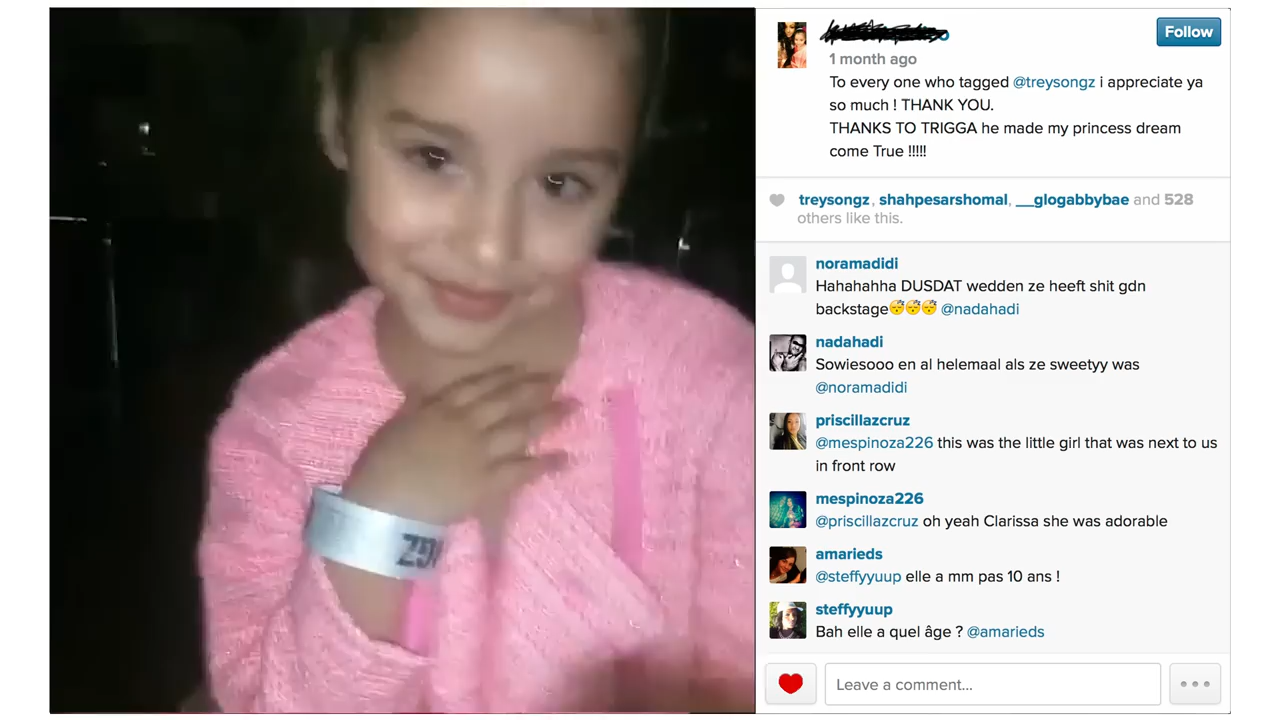 Follow
1 month ago
To every one who tagged @treysongz i appreciate ya
so much ! THANK YOU.
THANKS TO TRIGGA he made my princess dream
come True !!!!!
treysongz, shahpesarshomal, __glogabbybae and 528
others like this.
noramadidi
Hahahahha DUSDAT wedden ze heeft shit gdn
backstage😴😴😴 @nadahadi
nadahadi
Sowiesooo en al helemaal als ze sweetyy was
@noramadidi
priscillazcruz
@mespinoza226 this was the little girl that was next to us
in front row
mespinoza226
@priscillazcruz oh yeah Clarissa she was adorable
amarieds
@steffyyuup elle a mm pas 10 ans !
steffyyuup
Bah elle a quel âge ? @amarieds
Leave a comment...